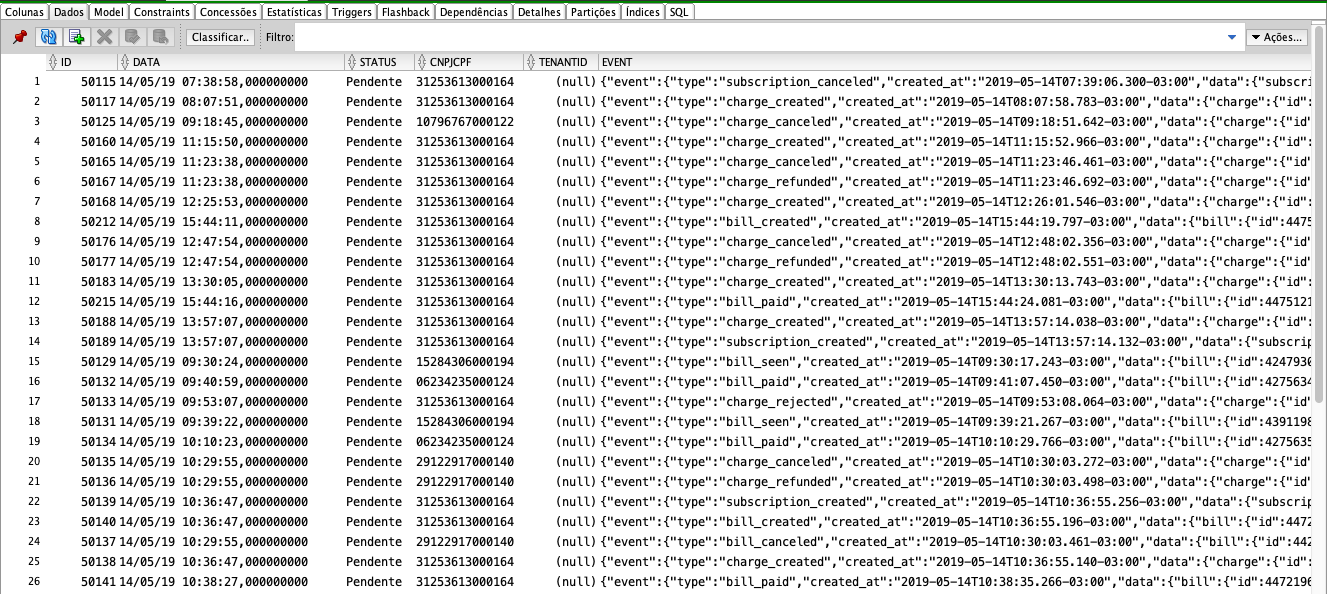 Colunas Dados Model Constraints Concessões Estatísticas Triggers Flashback Dependências Detalhes Partições Índices SQL
Classificar.. Filtro: Ações...
ID DATA STATUS CNPJCPF TENANTID EVENT
1 50115 14/05/19 07:38:58,000000000 Pendente 31253613000164 (null) {"event":{"type":"subscription_canceled","created_at":"2019-05-14T07:39:06.300-03:00","data":{"subscri
2 50117 14/05/19 08:07:51,000000000 Pendente 31253613000164 (null) {"event":{"type":"charge_created","created_at":"2019-05-14T08:07:58.783-03:00","data":{"charge":{"id"
3 50125 14/05/19 09:18:45,000000000 Pendente 10796767000122 (null) {"event":{"type":"charge_canceled","created_at":"2019-05-14T09:18:51.642-03:00","data":{"charge":{"id
4 50160 14/05/19 11:15:50,000000000 Pendente 31253613000164 (null) {"event":{"type":"charge_created","created_at":"2019-05-14T11:15:52.966-03:00","data":{"charge":{"id"
5 50165 14/05/19 11:23:38,000000000 Pendente 31253613000164 (null) {"event":{"type":"charge_canceled","created_at":"2019-05-14T11:23:46.461-03:00","data":{"charge":{"id
6 50167 14/05/19 11:23:38,000000000 Pendente 31253613000164 (null) {"event":{"type":"charge_refunded","created_at":"2019-05-14T11:23:46.692-03:00","data":{"charge":{"id
7 50168 14/05/19 12:25:53,000000000 Pendente 31253613000164 (null) {"event":{"type":"charge_created","created_at":"2019-05-14T12:26:01.546-03:00","data":{"charge":{"id"
8 50212 14/05/19 15:44:11,000000000 Pendente 31253613000164 (null) {"event":{"type":"bill_created","created_at":"2019-05-14T15:44:19.797-03:00","data":{"bill":{"id":4475
9 50176 14/05/19 12:47:54,000000000 Pendente 31253613000164 (null) {"event":{"type":"charge_canceled","created_at":"2019-05-14T12:48:02.356-03:00","data":{"charge":{"id
10 50177 14/05/19 12:47:54,000000000 Pendente 31253613000164 (null) {"event":{"type":"charge_refunded","created_at":"2019-05-14T12:48:02.551-03:00","data":{"charge":{"id
11 50183 14/05/19 13:30:05,000000000 Pendente 31253613000164 (null) {"event":{"type":"charge_created","created_at":"2019-05-14T13:30:13.743-03:00","data":{"charge":{"id"
12 50215 14/05/19 15:44:16,000000000 Pendente 31253613000164 (null) {"event":{"type":"bill_paid","created_at":"2019-05-14T15:44:24.081-03:00","data":{"bill":{"id":4475121
13 50188 14/05/19 13:57:07,000000000 Pendente 31253613000164 (null) {"event":{"type":"charge_created","created_at":"2019-05-14T13:57:14.038-03:00","data":{"charge":{"id"
14 50189 14/05/19 13:57:07,000000000 Pendente 31253613000164 (null) {"event":{"type":"subscription_created","created_at":"2019-05-14T13:57:14.132-03:00","data":{"subscrip
15 50129 14/05/19 09:30:24,000000000 Pendente 15284306000194 (null) {"event":{"type":"bill_seen","created_at":"2019-05-14T09:30:17.243-03:00","data":{"bill":{"id":4247930
16 50132 14/05/19 09:40:59,000000000 Pendente 06234235000124 (null) {"event":{"type":"bill_paid","created_at":"2019-05-14T09:41:07.450-03:00","data":{"bill":{"id":4275634
17 50133 14/05/19 09:53:07,000000000 Pendente 31253613000164 (null) {"event":{"type":"charge_rejected","created_at":"2019-05-14T09:53:08.064-03:00","data":{"charge":{"id
18 50131 14/05/19 09:39:22,000000000 Pendente 15284306000194 (null) {"event":{"type":"bill_seen","created_at":"2019-05-14T09:39:21.267-03:00","data":{"bill":{"id":4391198
19 50134 14/05/19 10:10:23,000000000 Pendente 06234235000124 (null) {"event":{"type":"bill_paid","created_at":"2019-05-14T10:10:29.766-03:00","data":{"bill":{"id":4275635
20 50135 14/05/19 10:29:55,000000000 Pendente 29122917000140 (null) {"event":{"type":"charge_canceled","created_at":"2019-05-14T10:30:03.272-03:00","data":{"charge":{"id
21 50136 14/05/19 10:29:55,000000000 Pendente 29122917000140 (null) {"event":{"type":"charge_refunded","created_at":"2019-05-14T10:30:03.498-03:00","data":{"charge":{"id
22 50139 14/05/19 10:36:47,000000000 Pendente 31253613000164 (null) {"event":{"type":"subscription_created","created_at":"2019-05-14T10:36:55.256-03:00","data":{"subscrip
23 50140 14/05/19 10:36:47,000000000 Pendente 31253613000164 (null) {"event":{"type":"bill_created","created_at":"2019-05-14T10:36:55.196-03:00","data":{"bill":{"id":4472
24 50137 14/05/19 10:29:55,000000000 Pendente 29122917000140 (null) {"event":{"type":"bill_canceled","created_at":"2019-05-14T10:30:03.461-03:00","data":{"bill":{"id":442
25 50138 14/05/19 10:36:47,000000000 Pendente 31253613000164 (null) {"event":{"type":"charge_created","created_at":"2019-05-14T10:36:55.140-03:00","data":{"charge":{"id"
26 50141 14/05/19 10:38:27,000000000 Pendente 31253613000164 (null) {"event":{"type":"bill_paid","created_at":"2019-05-14T10:38:35.266-03:00","data":{"bill":{"id":4472196